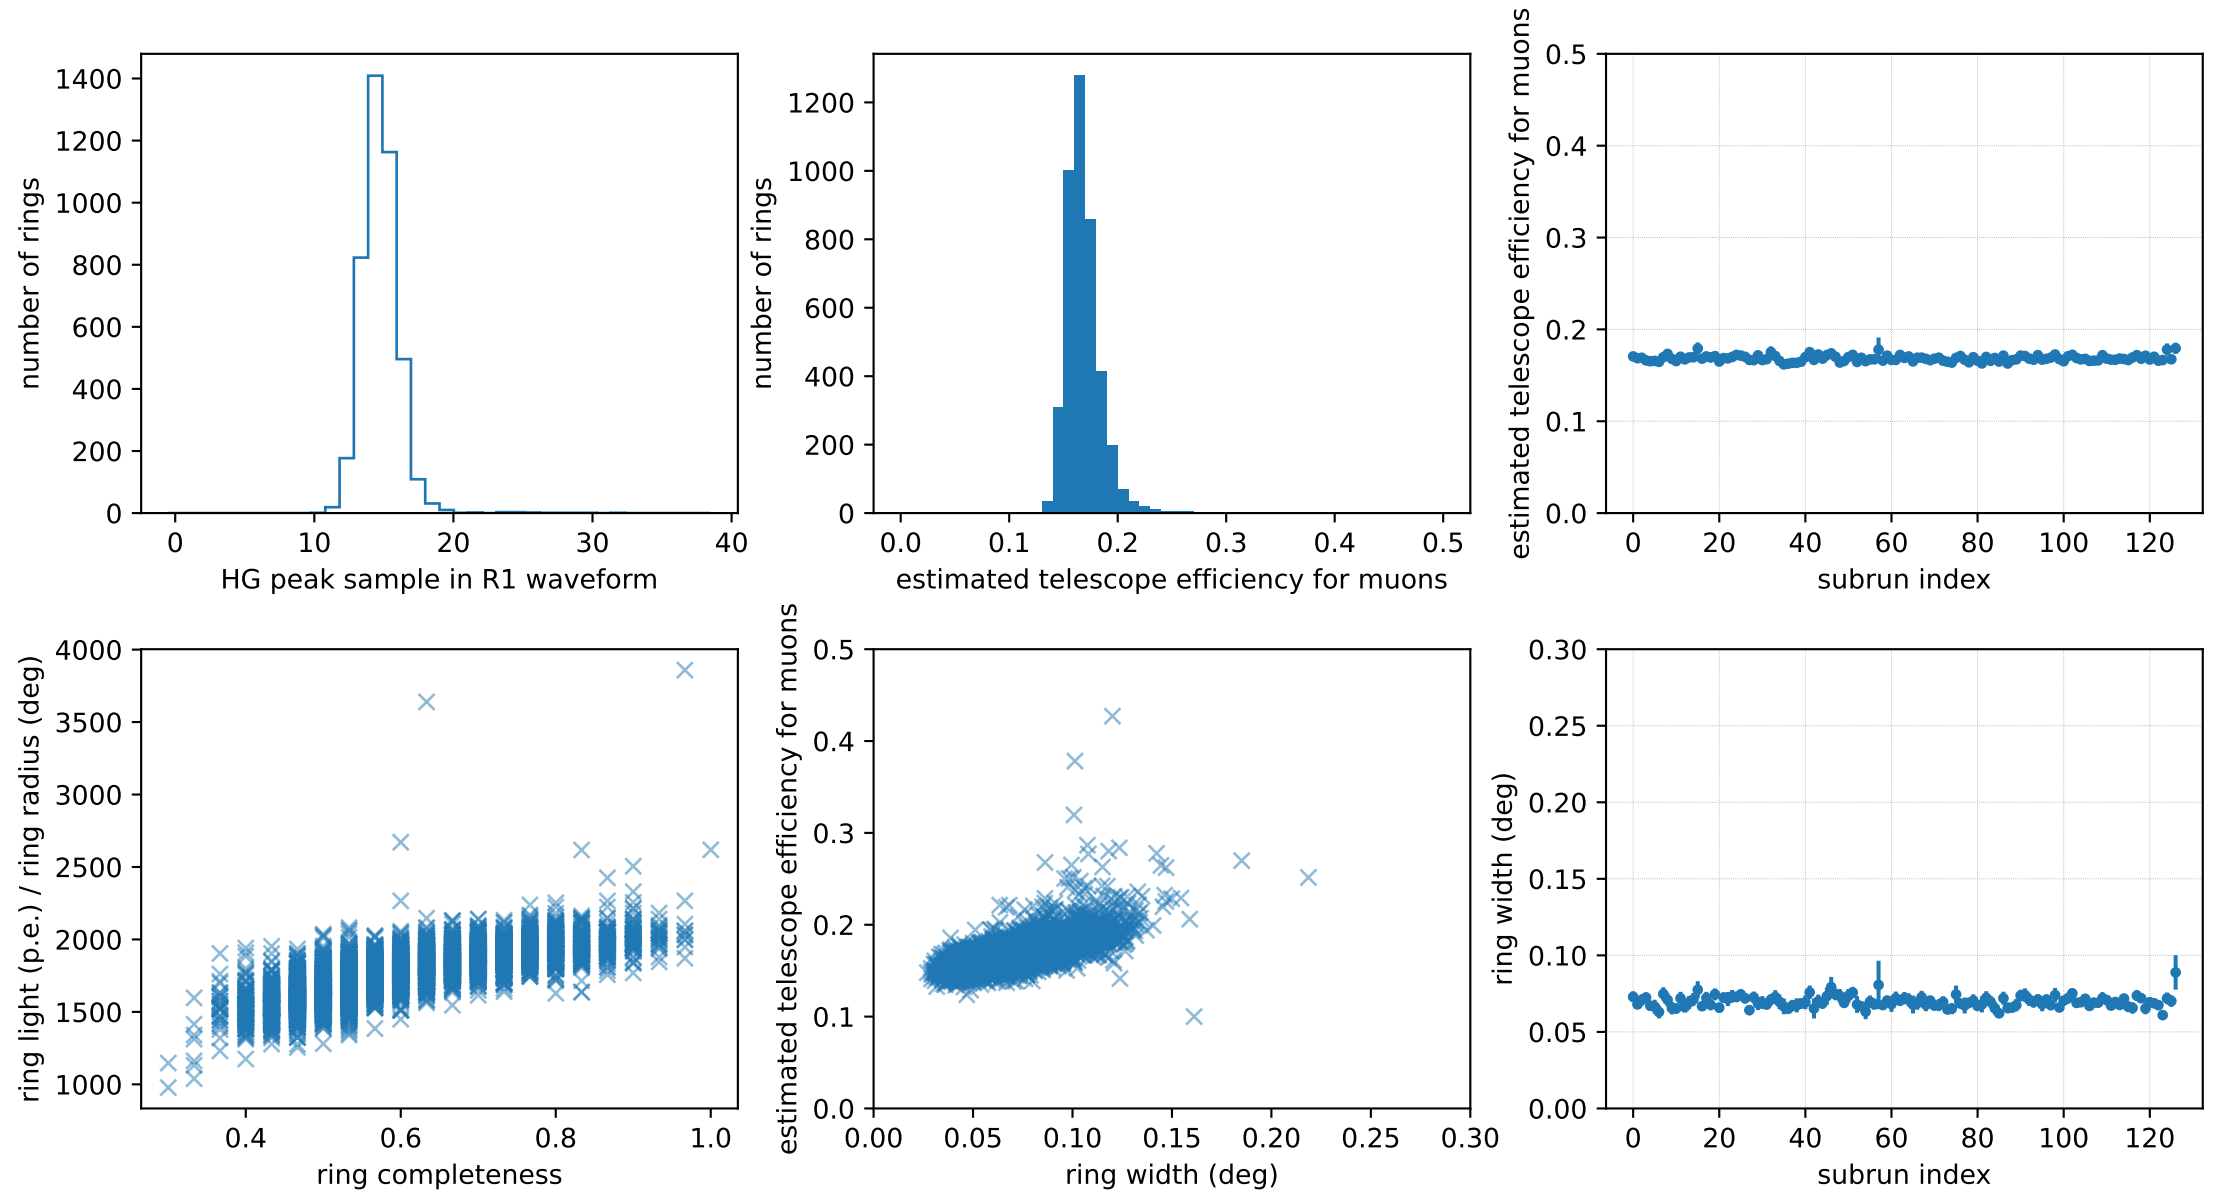 number of rings
1400
1200
1000
800
600
400
200
0
0 10 20 30 40
HG peak sample in R1 waveform
number of rings
1200
1000
800
600
400
200
0
0.0 0.1 0.2 0.3 0.4 0.5
estimated telescope efficiency for muons
estimated telescope efficiency for muons
0.5
0.4
0.3
0.2
0.1
0.0
0 20 40 60 80 100 120
subrun index
ring light (p.e.) / ring radius (deg)
4000
3500
3000
2500
2000
1500
1000
0.4 0.6 0.8 1.0
ring completeness
estimated telescope efficiency for muons
0.5
0.4
0.3
0.2
0.1
0.0
0.00 0.05 0.10 0.15 0.20 0.25 0.30
ring width (deg)
ring width (deg)
0.30
0.25
0.20
0.15
0.10
0.05
0.00
0 20 40 60 80 100 120
subrun index